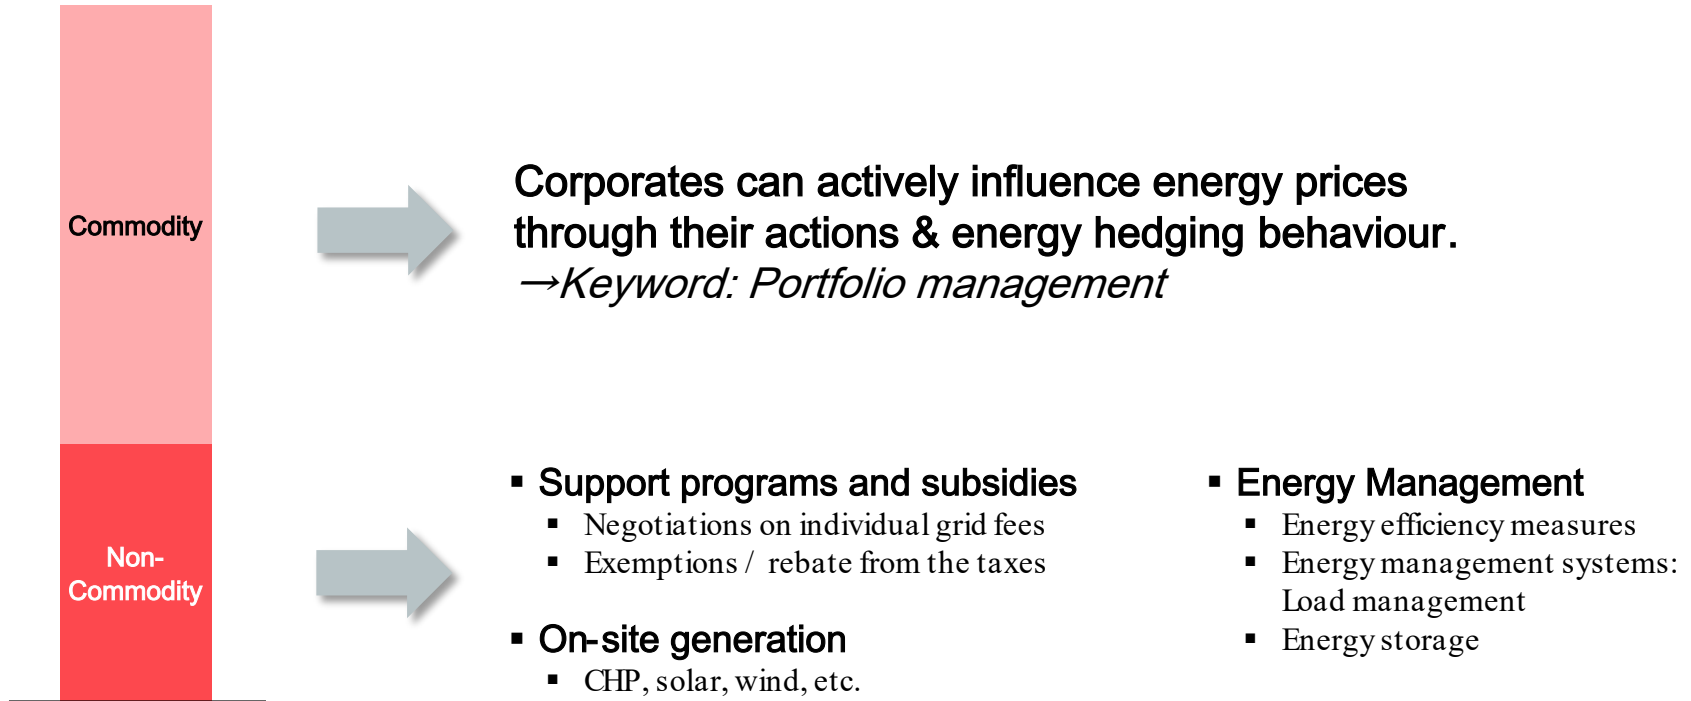 Commodity
Corporates can actively influence energy prices
through their actions & energy hedging behaviour.
→Keyword: Portfolio management
Non-
Commodity
▪ Support programs and subsidies
▪ Negotiations on individual grid fees
▪ Exemptions / rebate from the taxes
▪ On-site generation
▪ CHP, solar, wind, etc.
▪ Energy Management
▪ Energy efficiency measures
▪ Energy management systems:
Load management
▪ Energy storage